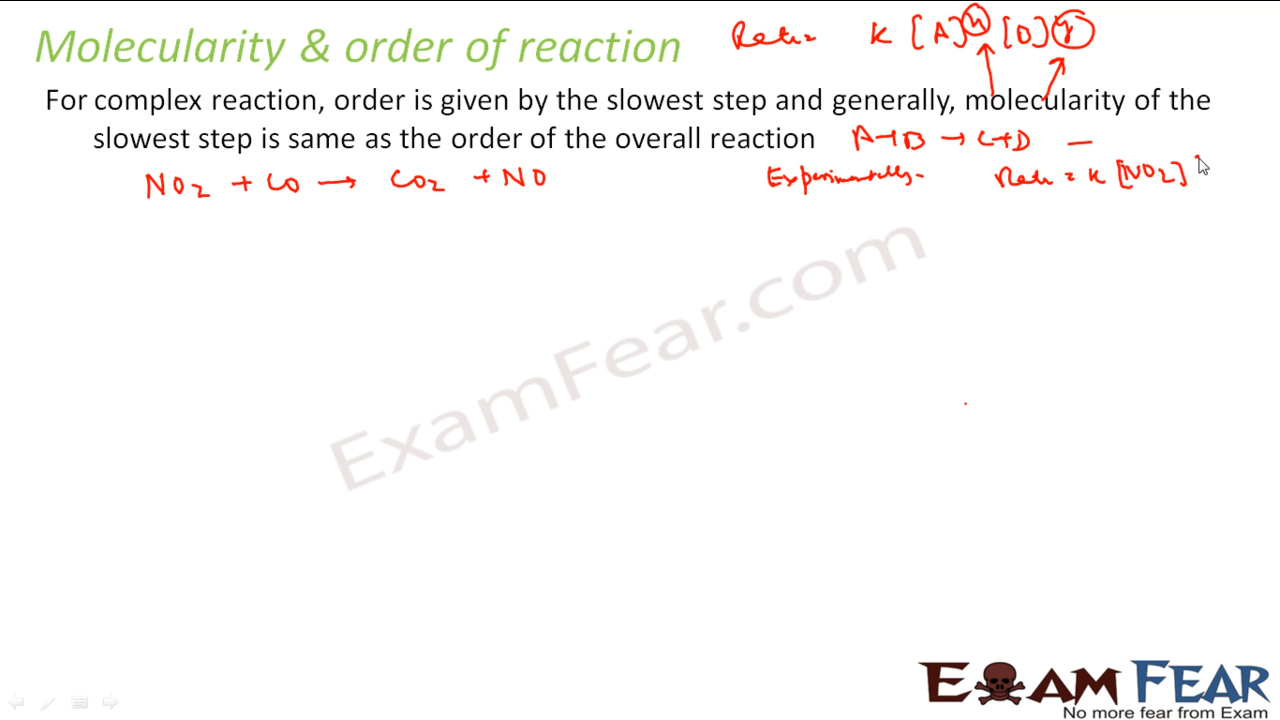 Molecularity & order of reaction Rate = K [A]x [B]y
For complex reaction, order is given by the slowest step and generally, molecularity of the
slowest step is same as the order of the overall reaction A+B → C+D —
NO2 + CO → CO2 + NO Experimentally - Rate = K [NO2]
ExamFear.com
EXAM FEAR
No more fear from Exam